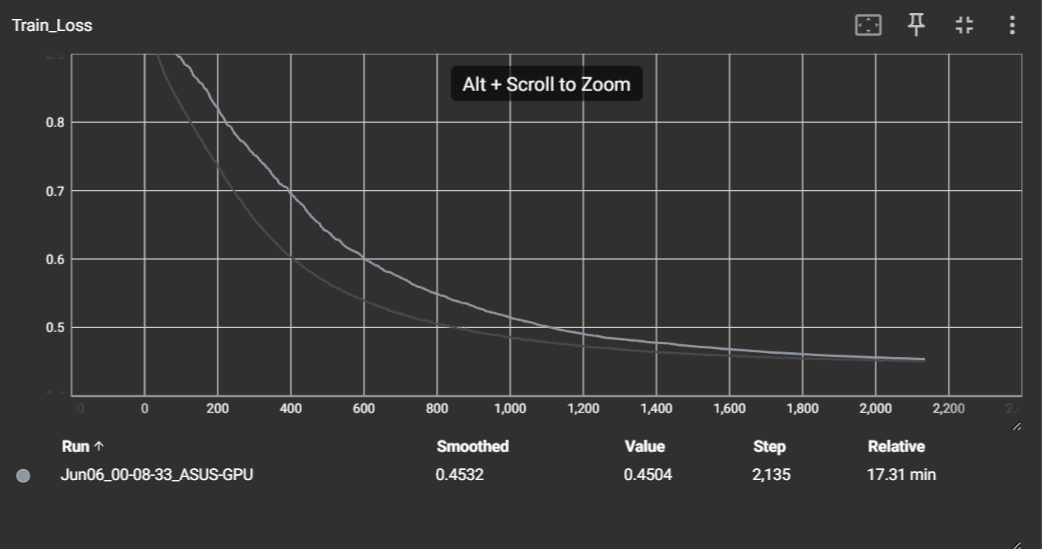 Train_Loss
Alt + Scroll to Zoom
0.9
0.8
0.7
0.6
0.5
0 200 400 600 800 1,000 1,200 1,400 1,600 1,800 2,000 2,200
Run ↑ Smoothed Value Step Relative
Jun06_00-08-33_ASUS-GPU 0.4532 0.4504 2,135 17.31 min